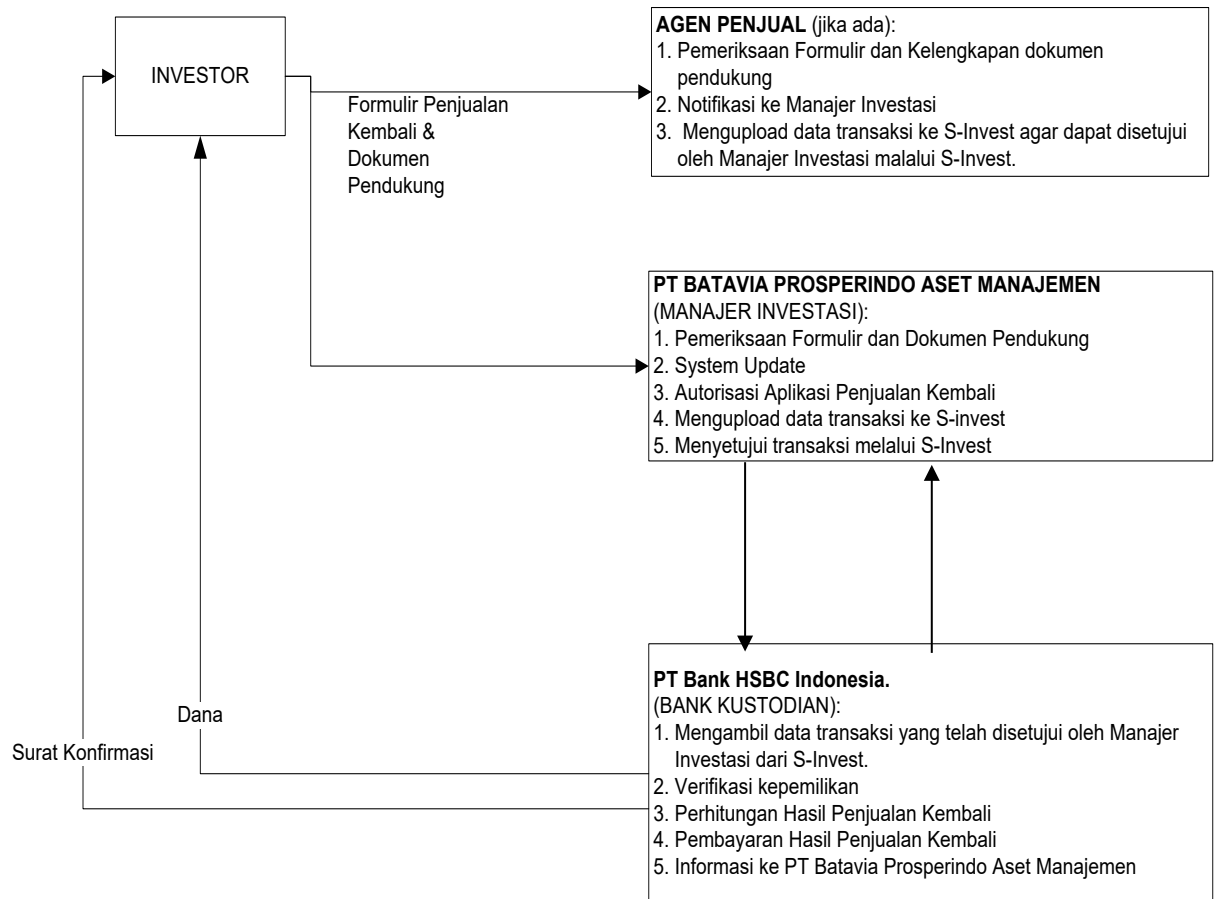 INVESTOR
Formulir Penjualan
Kembali &
Dokumen
Pendukung
AGEN PENJUAL (jika ada):
1. Pemeriksaan Formulir dan Kelengkapan dokumen
pendukung
2. Notifikasi ke Manajer Investasi
3. Mengupload data transaksi ke S-Invest agar dapat disetujui
oleh Manajer Investasi malalui S-Invest.
PT BATAVIA PROSPERINDO ASET MANAJEMEN
(MANAJER INVESTASI):
1. Pemeriksaan Formulir dan Dokumen Pendukung
2. System Update
3. Autorisasi Aplikasi Penjualan Kembali
4. Mengupload data transaksi ke S-invest
5. Menyetujui transaksi melalui S-Invest
PT Bank HSBC Indonesia.
(BANK KUSTODIAN):
1. Mengambil data transaksi yang telah disetujui oleh Manajer
Investasi dari S-Invest.
2. Verifikasi kepemilikan
3. Perhitungan Hasil Penjualan Kembali
4. Pembayaran Hasil Penjualan Kembali
5. Informasi ke PT Batavia Prosperindo Aset Manajemen
Dana
Surat Konfirmasi